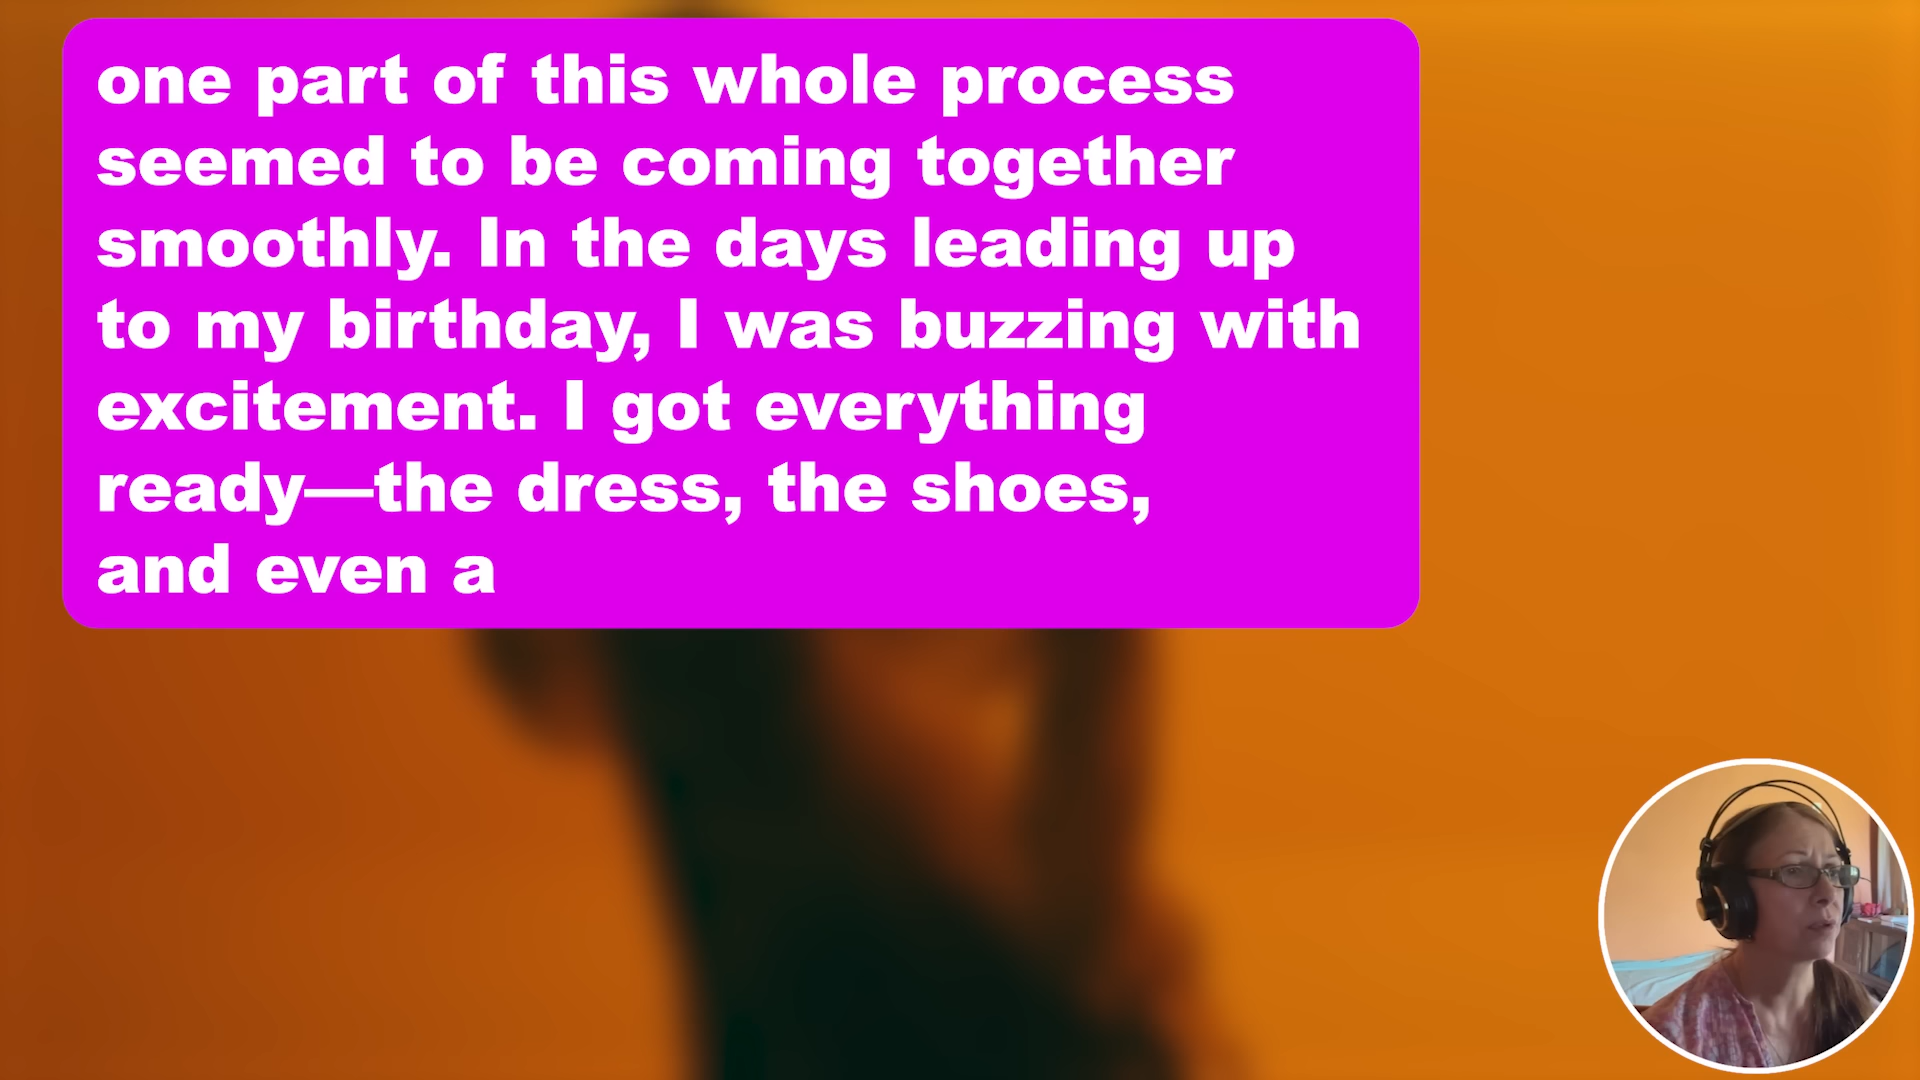 one part of this whole process
seemed to be coming together
smoothly. In the days leading up
to my birthday, I was buzzing with
excitement. I got everything
ready—the dress, the shoes,
and even a